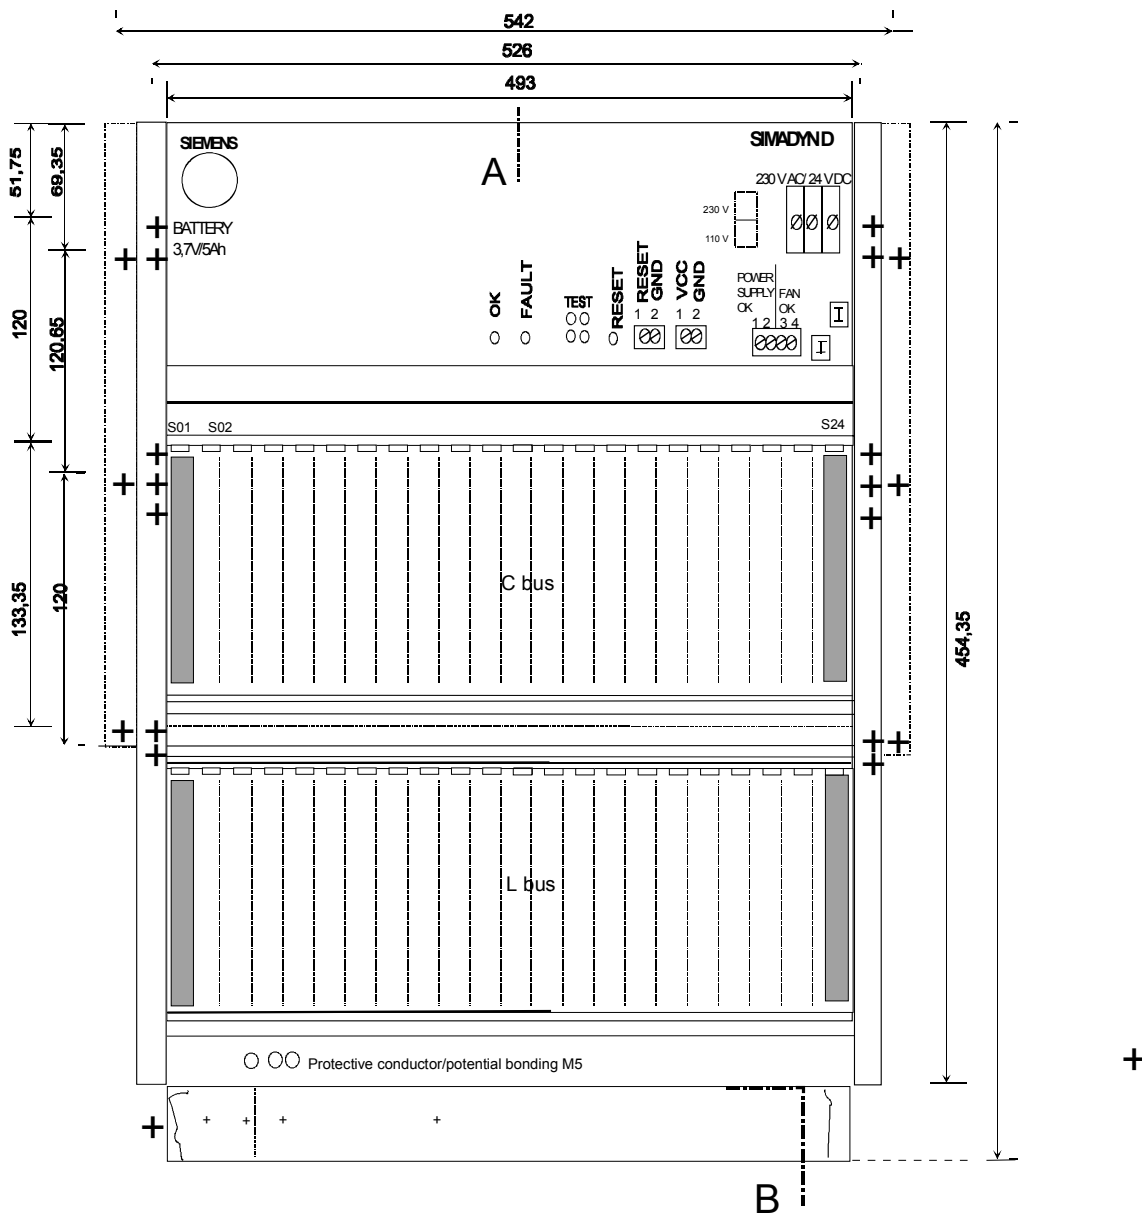 542
526
493
51,75
69,35
120
120,65
133,35
120
454,35
A
SIEMENS
SIMADYN D
230 V AC/ 24 VDC
230 V
110 V
BATTERY
3,7V/5Ah
OK
FAULT
TEST
RESET
RESET
GND
1 2
VCC
GND
1 2
POWER
SUPPLY
OK
FAN
OK
1 2 3 4
I
I
S01 S02 S24
C bus
L bus
Protective conductor/potential bonding M5
B